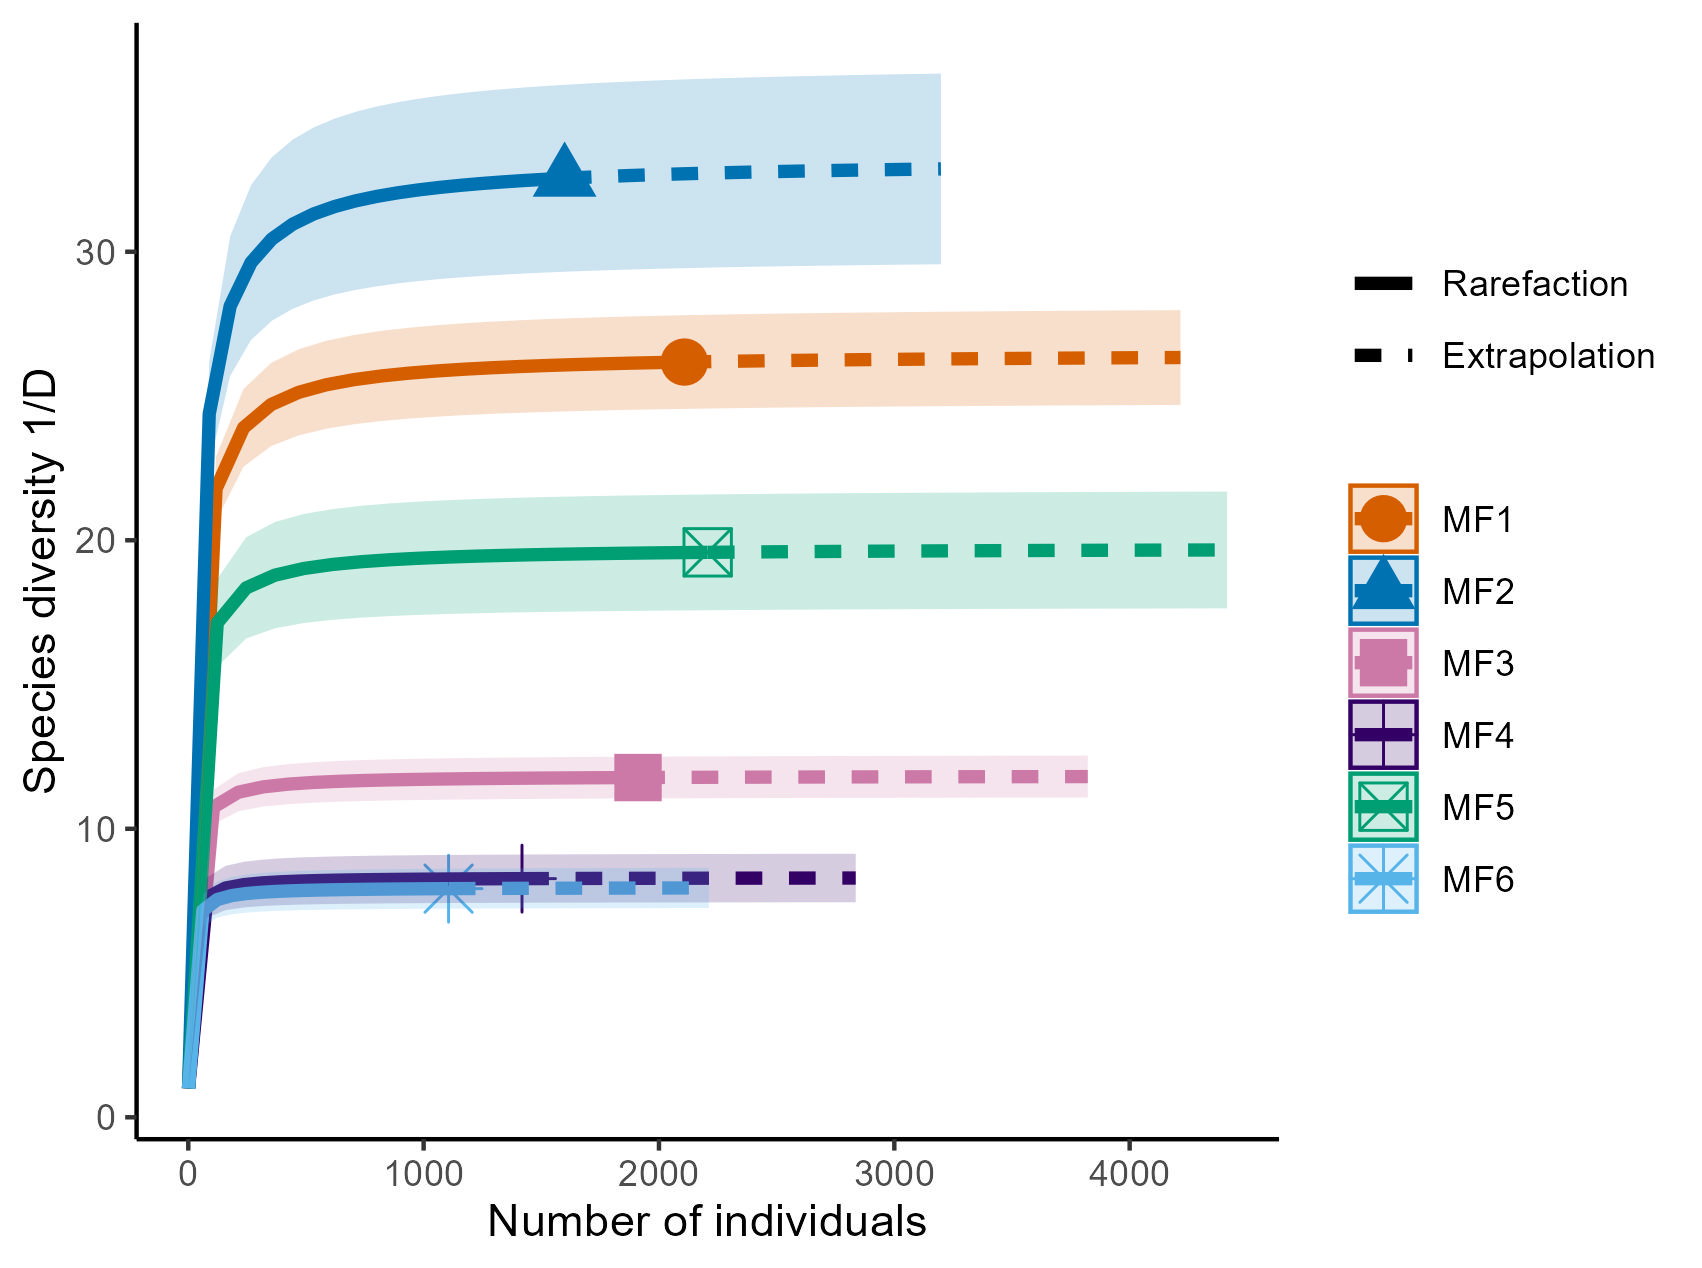 Species diversity 1/D
30
20
10
0
0 1000 2000 3000 4000
Number of individuals
Rarefaction
Extrapolation
MF1
MF2
MF3
MF4
MF5
MF6